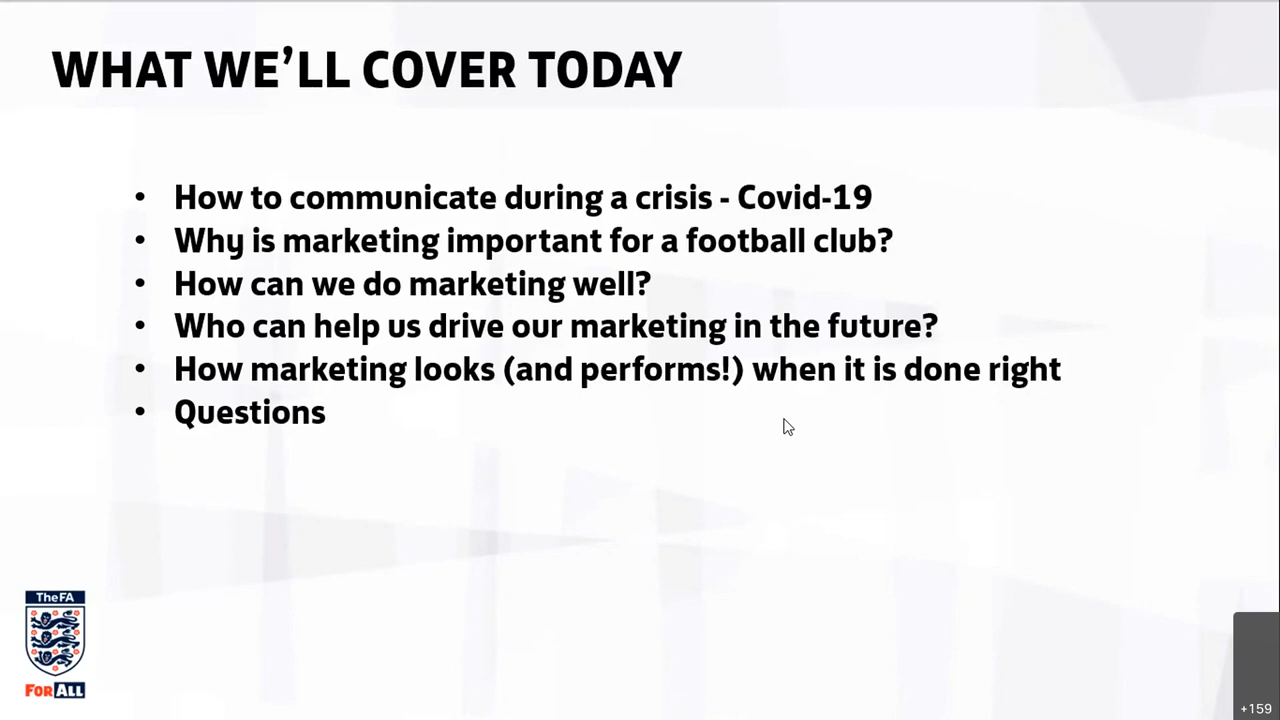 WHAT WE’LL COVER TODAY
• How to communicate during a crisis - Covid-19
• Why is marketing important for a football club?
• How can we do marketing well?
• Who can help us drive our marketing in the future?
• How marketing looks (and performs!) when it is done right
• Questions
TheFA
FORALL
+159